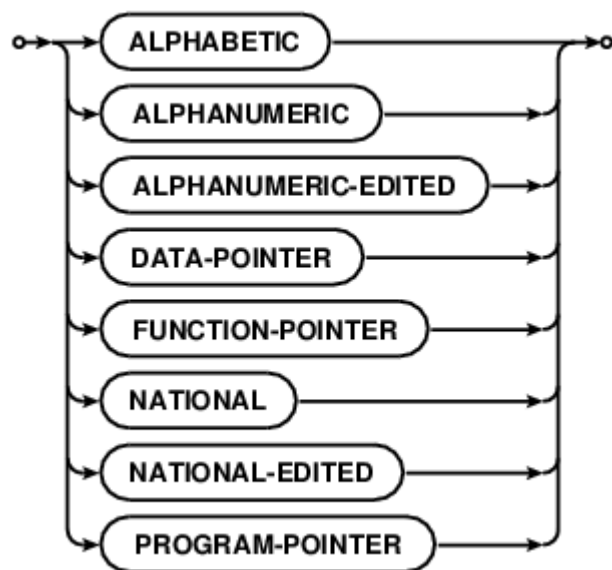 ALPHABETIC
ALPHANUMERIC
ALPHANUMERIC-EDITED
DATA-POINTER
FUNCTION-POINTER
NATIONAL
NATIONAL-EDITED
PROGRAM-POINTER